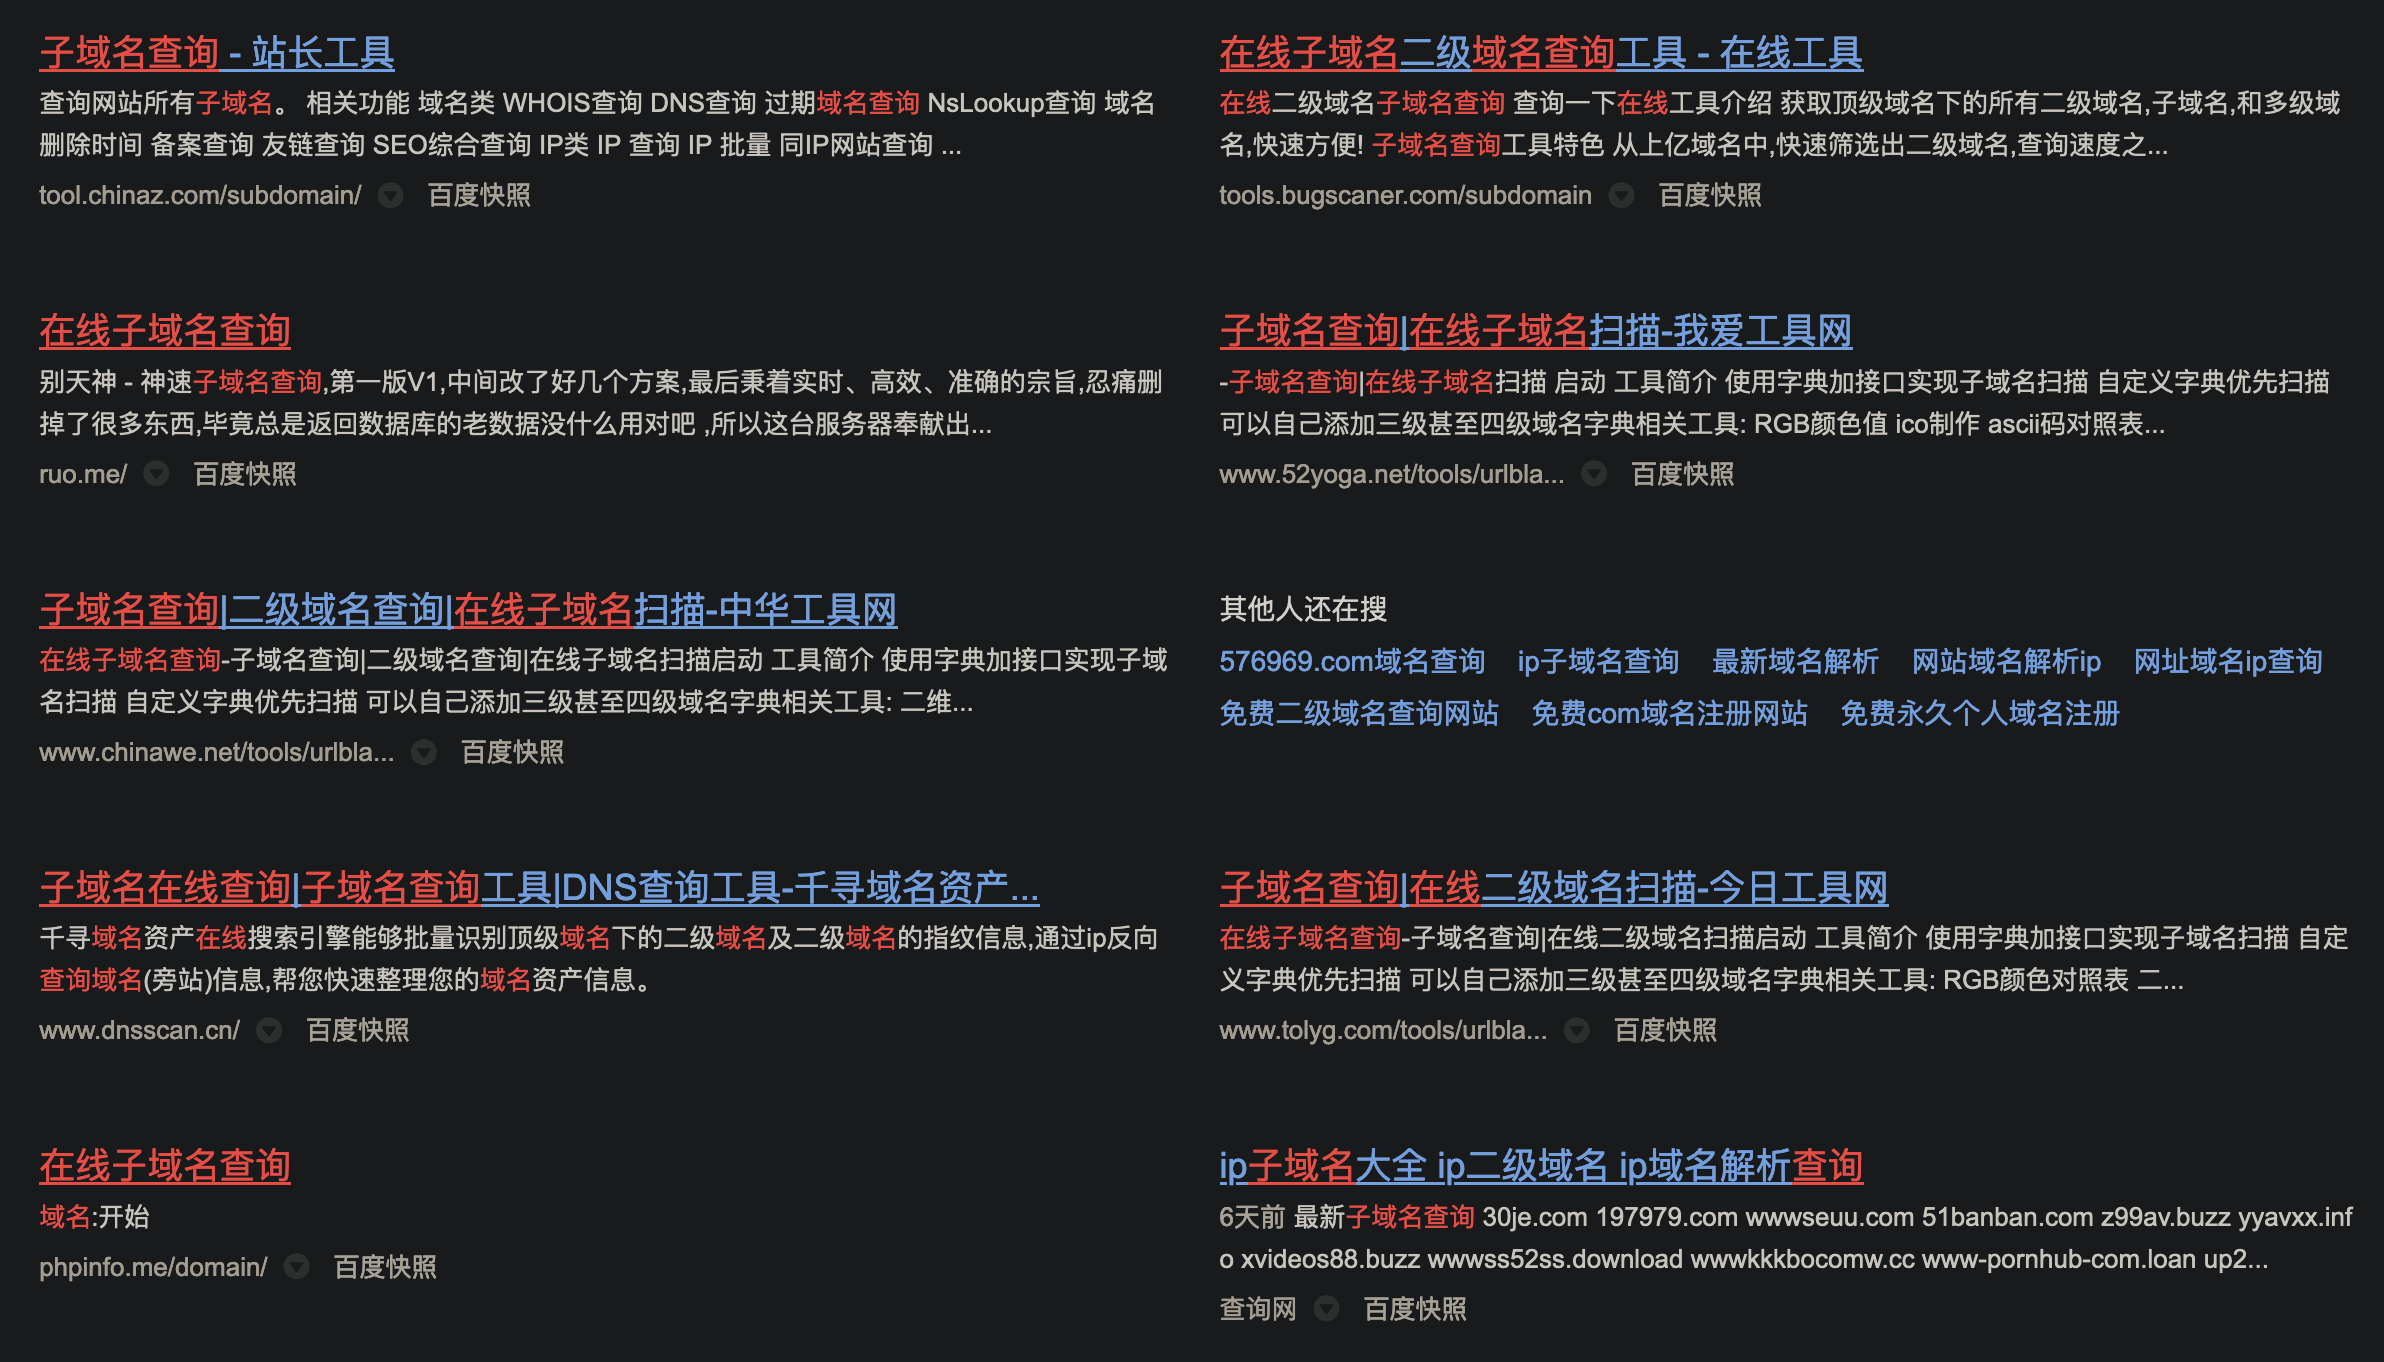 子域名查询 - 站长工具
查询网站所有子域名。 相关功能 域名类 WHOIS查询 DNS查询 过期域名查询 NsLookup查询 域名
删除时间 备案查询 友链查询 SEO综合查询 IP类 IP 查询 IP 批量 同IP网站查询 ...
tool.chinaz.com/subdomain/ 百度快照
在线子域名二级域名查询工具 - 在线工具
在线二级域名子域名查询 查询一下在线工具介绍 获取顶级域名下的所有二级域名,子域名,和多级域
名,快速方便! 子域名查询工具特色 从上亿域名中,快速筛选出二级域名,查询速度之...
tools.bugscaner.com/subdomain 百度快照
在线子域名查询
别天神 - 神速子域名查询,第一版V1,中间改了好几个方案,最后秉着实时、高效、准确的宗旨,忍痛删
掉了很多东西,毕竟总是返回数据库的老数据没什么用对吧 ,所以这台服务器奉献出...
ruo.me/ 百度快照
子域名查询|在线子域名扫描-我爱工具网
-子域名查询|在线子域名扫描 启动 工具简介 使用字典加接口实现子域名扫描 自定义字典优先扫描
可以自己添加三级甚至四级域名字典相关工具: RGB颜色值 ico制作 ascii码对照表...
www.52yoga.net/tools/urlbla... 百度快照
子域名查询|二级域名查询|在线子域名扫描-中华工具网
在线子域名查询-子域名查询|二级域名查询|在线子域名扫描启动 工具简介 使用字典加接口实现子域
名扫描 自定义字典优先扫描 可以自己添加三级甚至四级域名字典相关工具: 二维...
www.chinawe.net/tools/urlbla... 百度快照
其他人还在搜
576969.com域名查询 ip子域名查询 最新域名解析 网站域名解析ip 网址域名ip查询
免费二级域名查询网站 免费com域名注册网站 免费永久个人域名注册
子域名在线查询|子域名查询工具|DNS查询工具-千寻域名资产...
千寻域名资产在线搜索引擎能够批量识别顶级域名下的二级域名及二级域名的指纹信息,通过ip反向
查询域名(旁站)信息,帮您快速整理您的域名资产信息。
www.dnsscan.cn/ 百度快照
子域名查询|在线二级域名扫描-今日工具网
在线子域名查询-子域名查询|在线二级域名扫描启动 工具简介 使用字典加接口实现子域名扫描 自定
义字典优先扫描 可以自己添加三级甚至四级域名字典相关工具: RGB颜色对照表 二...
www.tolyg.com/tools/urlbla... 百度快照
在线子域名查询
域名:开始
phpinfo.me/domain/ 百度快照
ip子域名大全 ip二级域名 ip域名解析查询
6天前 最新子域名查询 30je.com 197979.com wwwseuu.com 51banban.com z99av.buzz yyavxx.inf
o xvideos88.buzz wwwss52ss.download wwwkkkbocomw.cc www-pornhub-com.loan up2...
查询网 百度快照